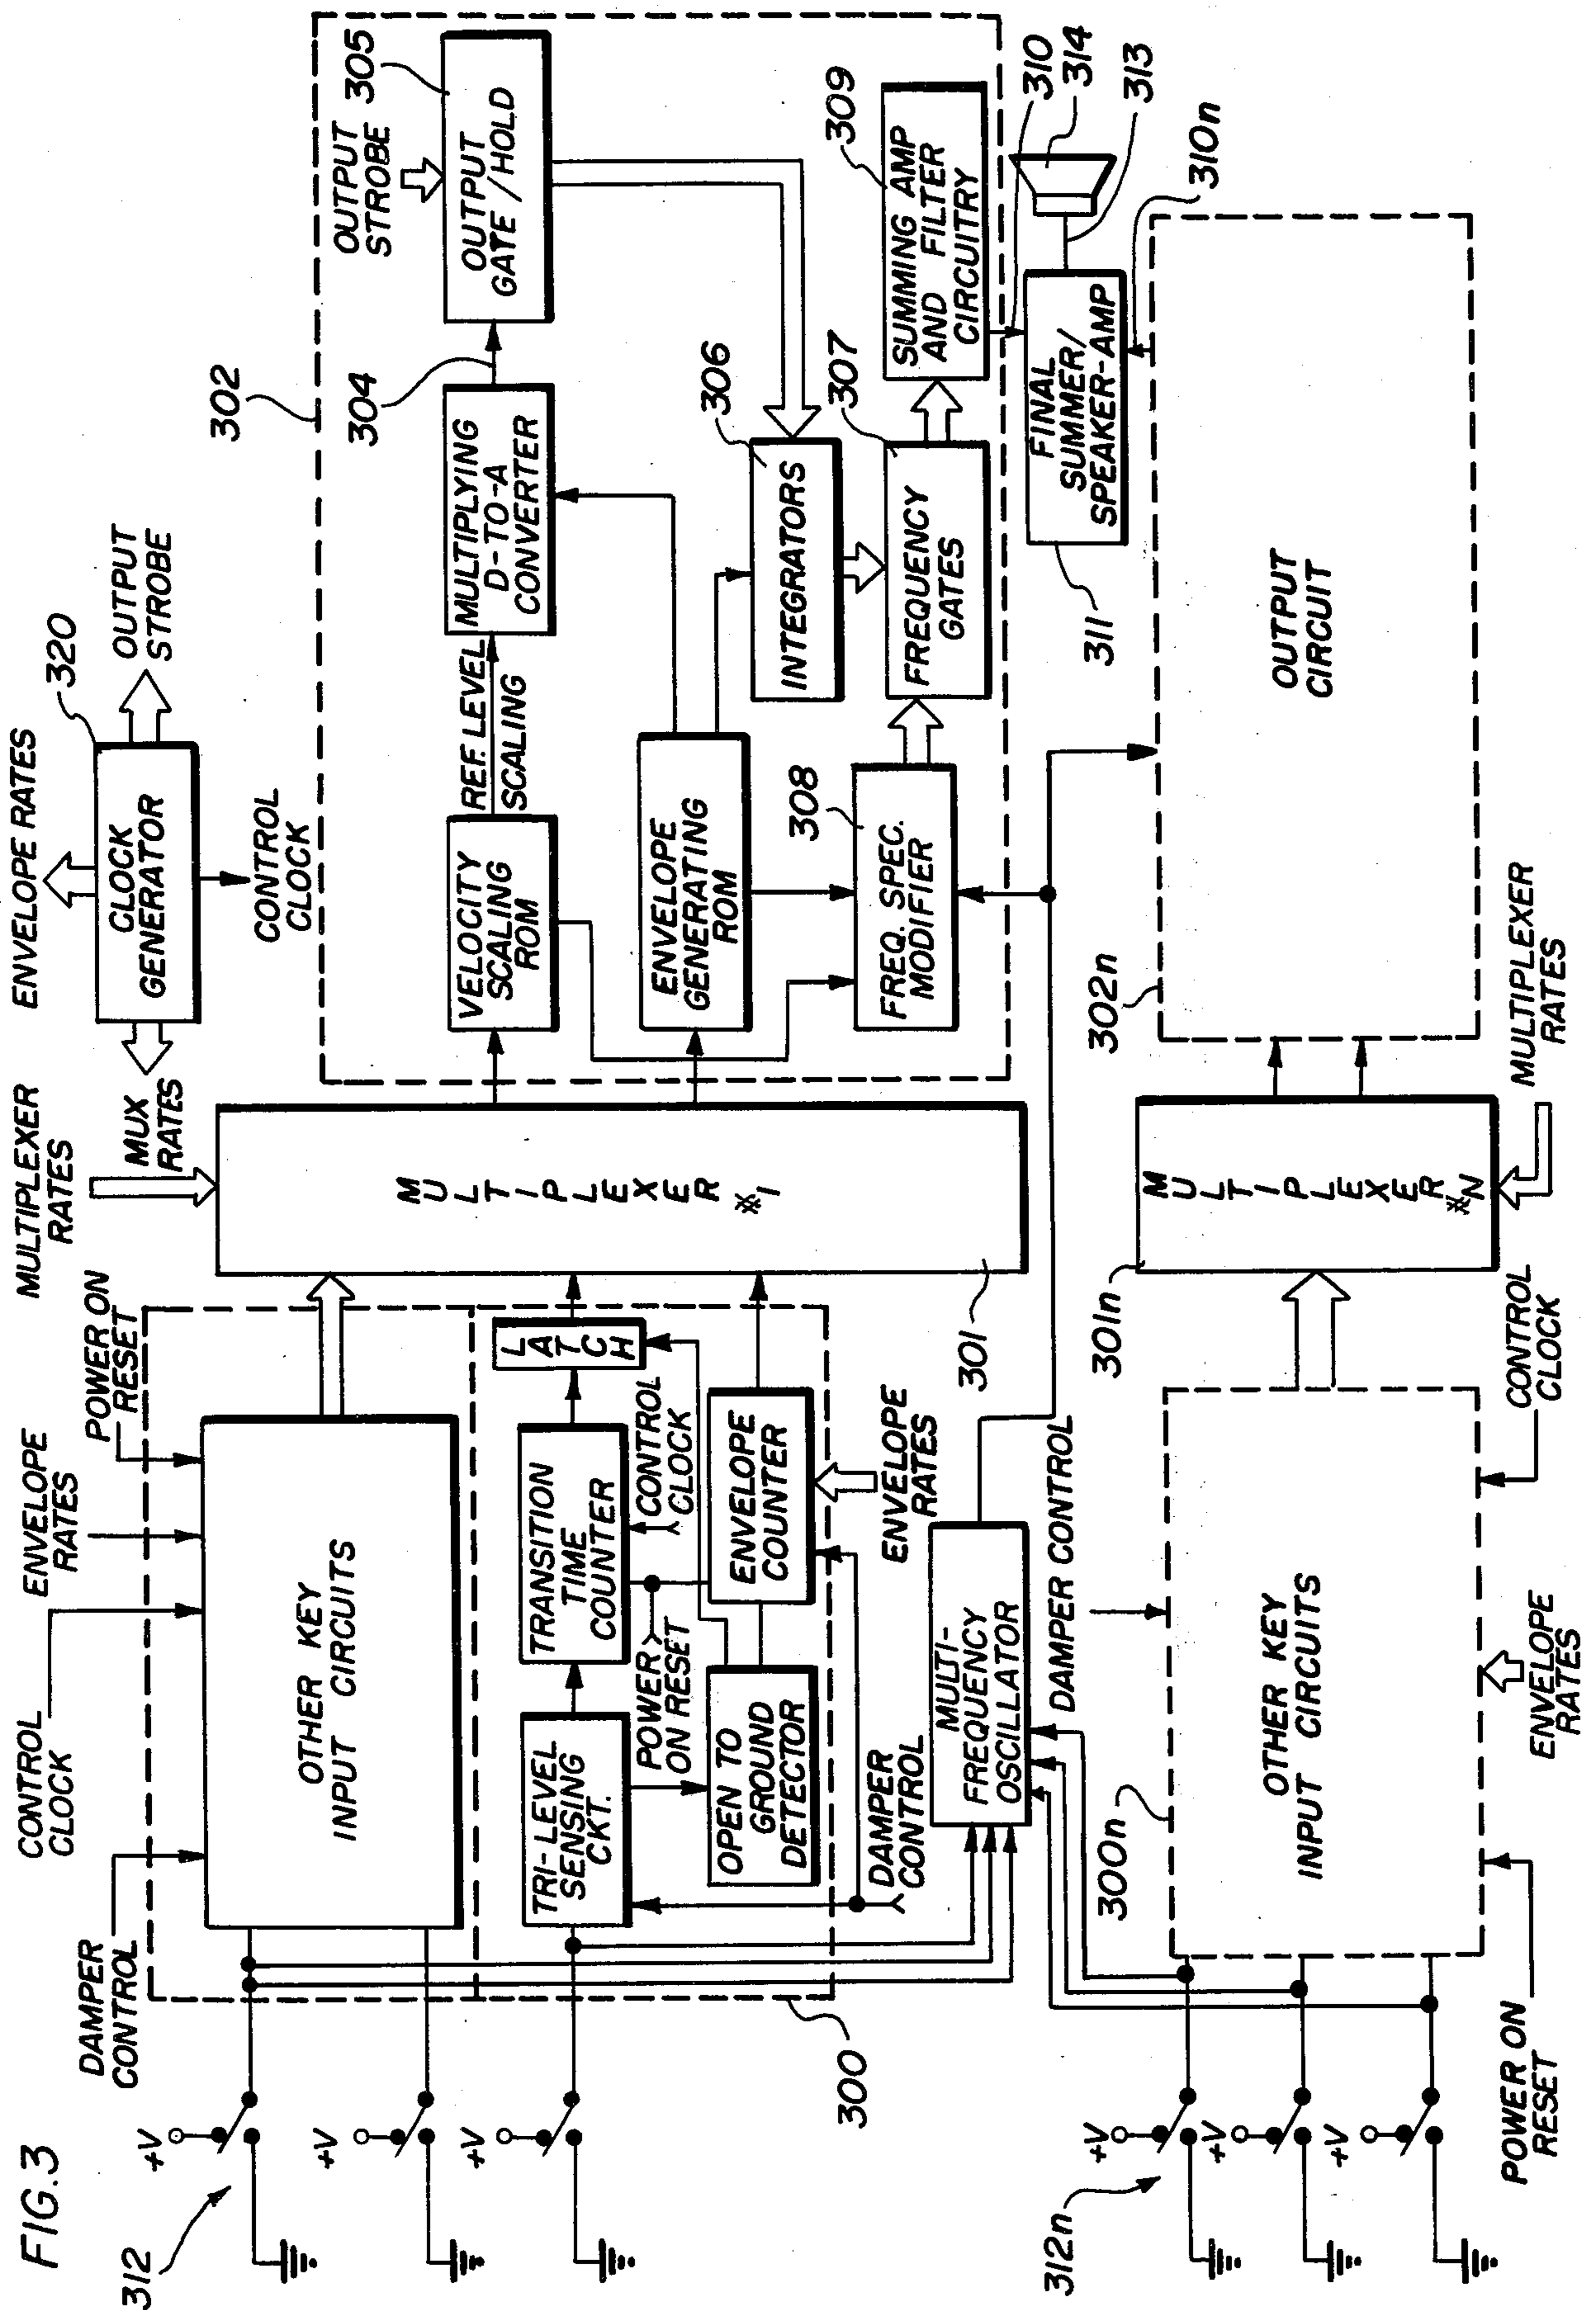 FIG.3
312
+V
+V
+V
DAMPER
CONTROL
CONTROL
CLOCK
ENVELOPE
RATES
POWER ON
RESET
OTHER KEY
INPUT CIRCUITS
TRI-LEVEL
SENSING
CKT.
TRANSITION
TIME
COUNTER
LATCH
CONTROL
CLOCK
POWER
ON RESET
OPEN TO
GROUND
DETECTOR
ENVELOPE
COUNTER
ENVELOPE
RATES
DAMPER
CONTROL
300
MULTIPLEXER
RATES
MULTIPLEXER #1
301
ENVELOPE RATES
MUX
RATES
CLOCK
GENERATOR
320
OUTPUT
STROBE
CONTROL
CLOCK
302
VELOCITY
SCALING
ROM
REF. LEVEL
SCALING
MULTIPLYING
D-TO-A
CONVERTER
304
OUTPUT
STROBE
305
OUTPUT
GATE/HOLD
ENVELOPE
GENERATING
ROM
INTEGRATORS
306
308
FREQ. SPEC.
MODIFIER
FREQUENCY
GATES
307
SUMMING AMP
AND FILTER
CIRCUITRY
309
310
314
313
FINAL
SUMMER/
SPEAKER-AMP
311
310n
MULTI-
FREQUENCY
OSCILLATOR
DAMPER CONTROL
312n
+V
+V
+V
300n
OTHER KEY
INPUT CIRCUITS
POWER ON
RESET
ENVELOPE
RATES
CONTROL
CLOCK
301n
MULTIPLEXER #N
MULTIPLEXER
RATES
302n
OUTPUT
CIRCUIT